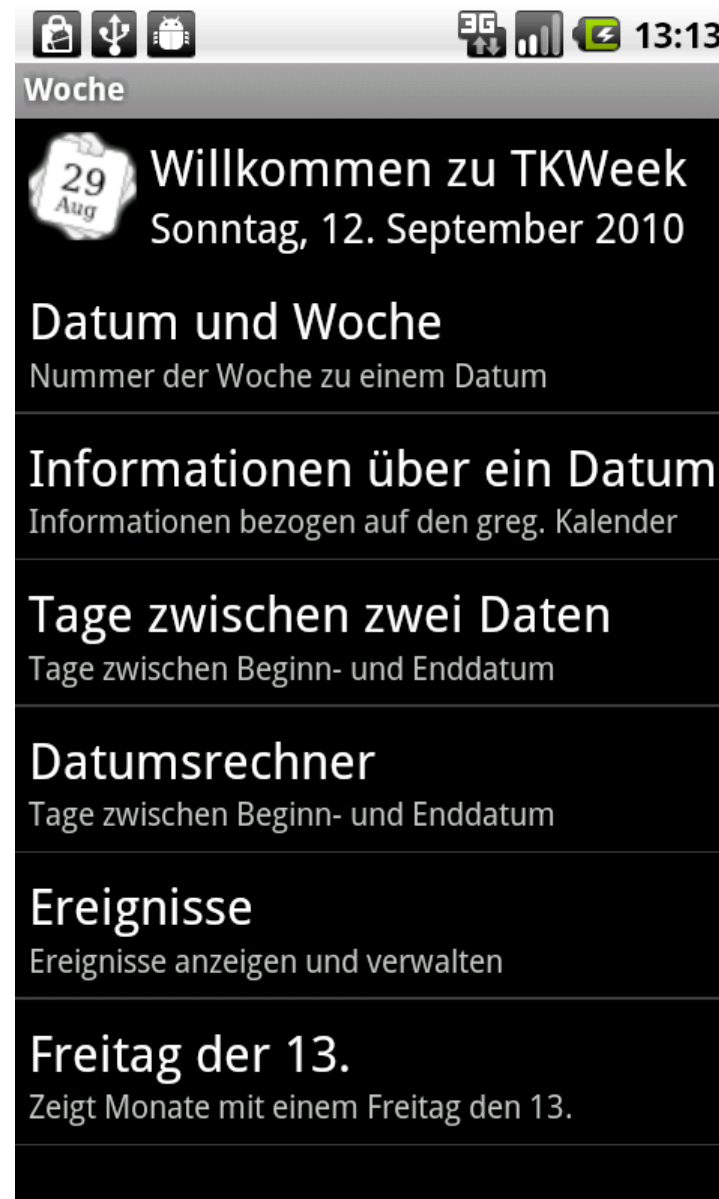 3G 13:13
Woche
29
Aug
Willkommen zu TKWeek
Sonntag, 12. September 2010
Datum und Woche
Nummer der Woche zu einem Datum
Informationen über ein Datum
Informationen bezogen auf den greg. Kalender
Tage zwischen zwei Daten
Tage zwischen Beginn- und Enddatum
Datumsrechner
Tage zwischen Beginn- und Enddatum
Ereignisse
Ereignisse anzeigen und verwalten
Freitag der 13.
Zeigt Monate mit einem Freitag den 13.